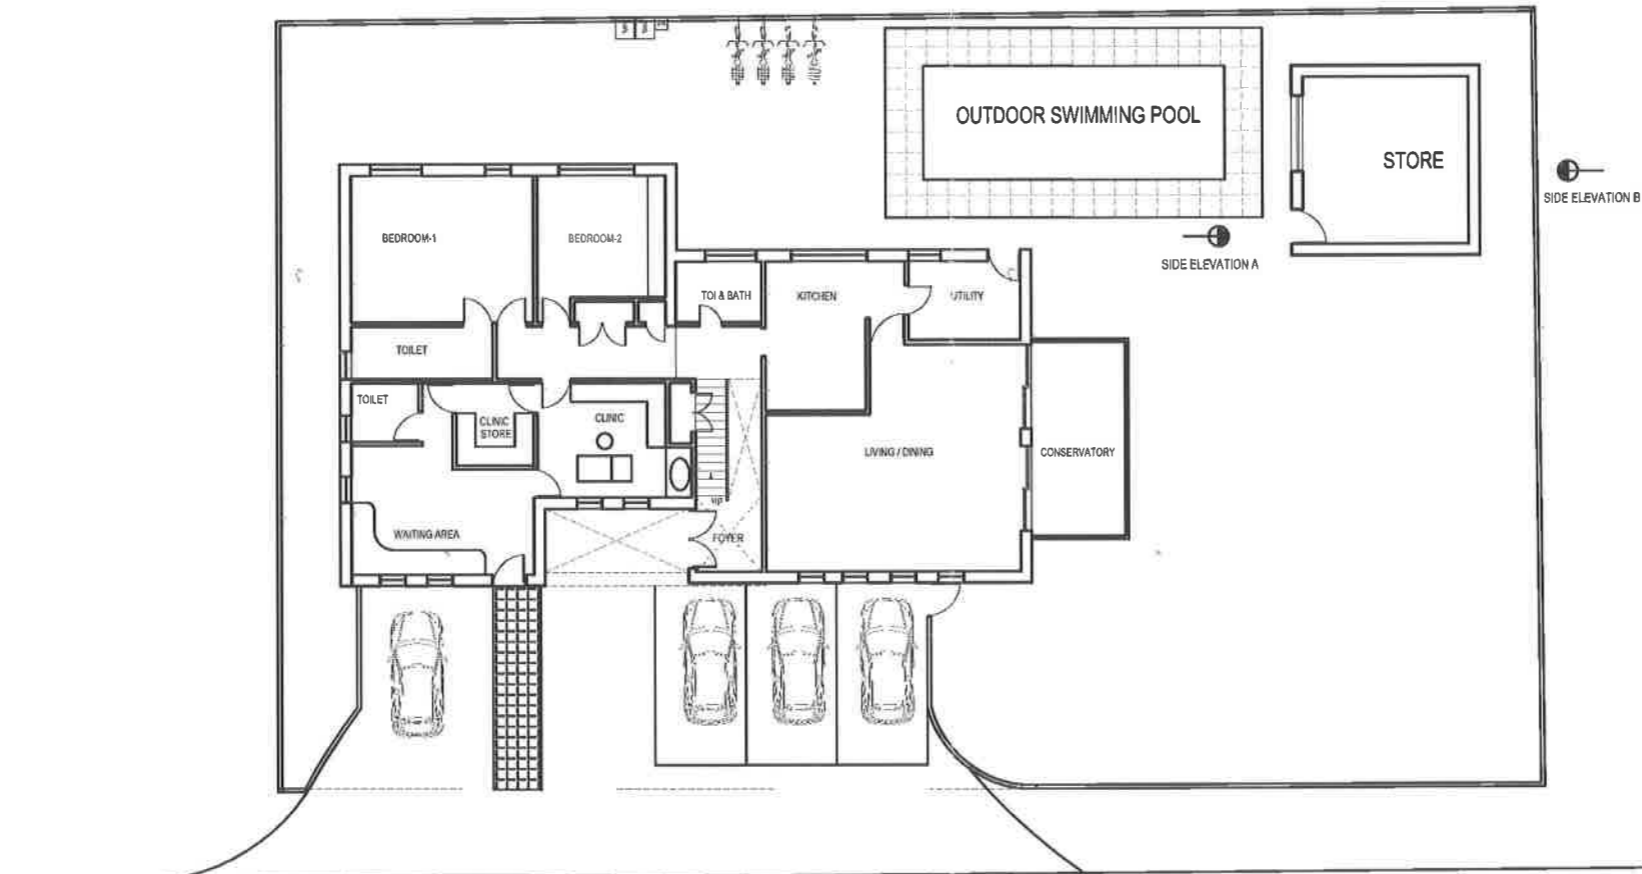 OUTDOOR SWIMMING POOL
STORE
SIDE ELEVATION B
SIDE ELEVATION A
BEDROOM-1
BEDROOM-2
TOI & BATH
KITCHEN
UTILITY
TOILET
TOILET
CLINIC
STORE
CLINIC
LIVING / DINING
CONSERVATORY
UP
WAITING AREA
FOYER